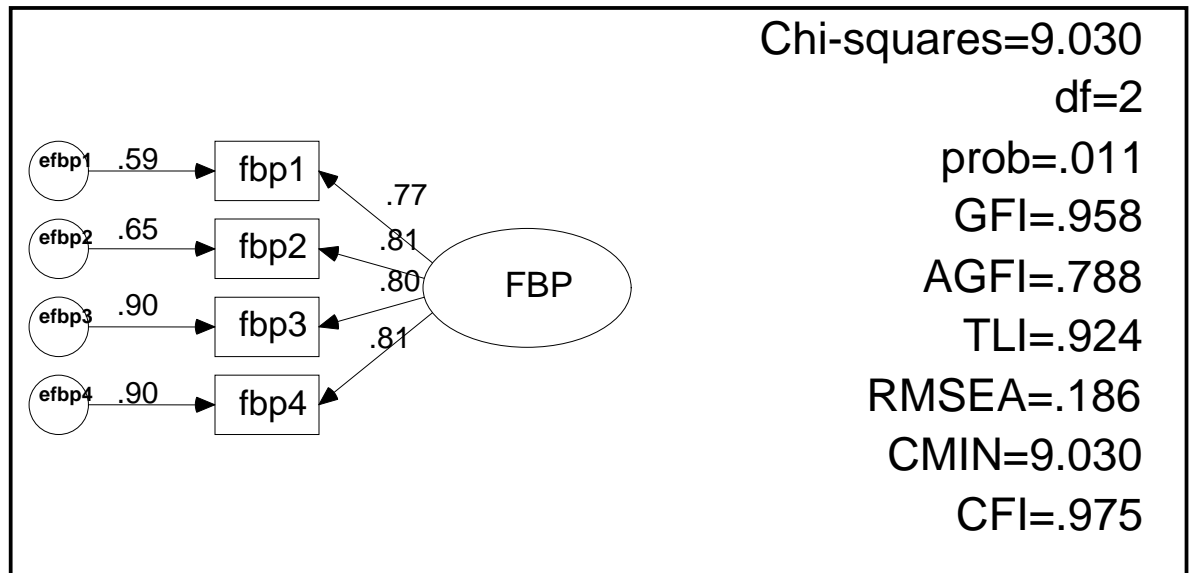 Chi-squares=9.030
df=2
prob=.011
GFI=.958
AGFI=.788
TLI=.924
RMSEA=.186
CMIN=9.030
CFI=.975
efbp1 .59 fbp1 .77
efbp2 .65 fbp2 .81
efbp3 .90 fbp3 .80
efbp4 .90 fbp4 .81
FBP